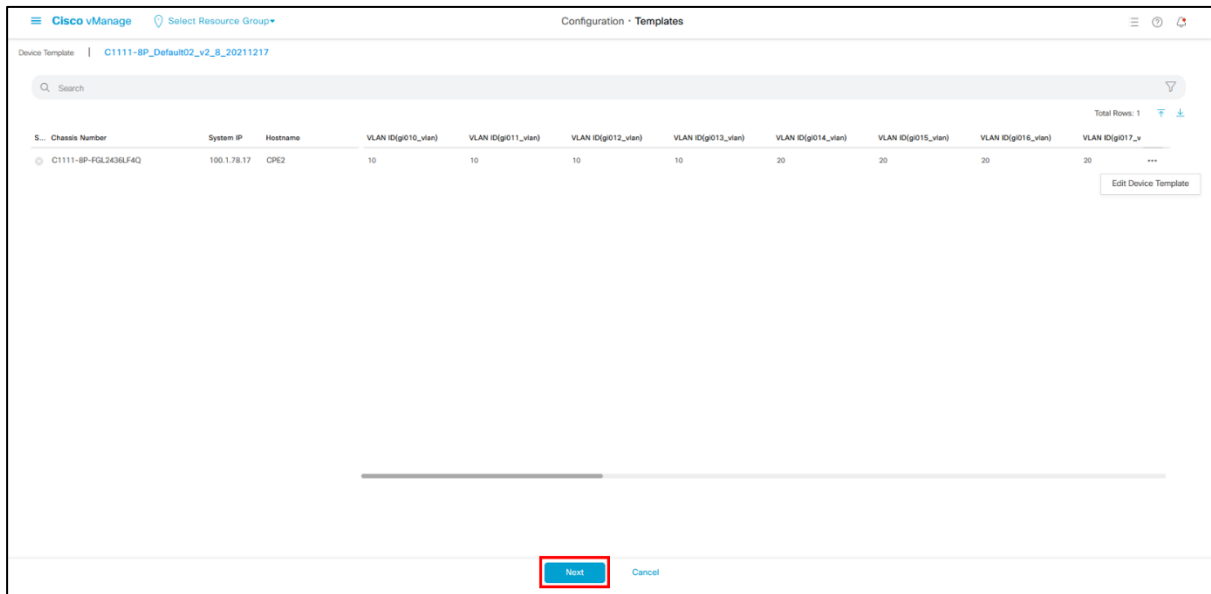 Cisco vManage Select Resource Group Configuration · Templates
Device Template C1111-8P_Default02_v2_8_20211217
Search
Total Rows: 1
S... Chassis Number System IP Hostname VLAN ID(gi010_vlan) VLAN ID(gi011_vlan) VLAN ID(gi012_vlan) VLAN ID(gi013_vlan) VLAN ID(gi014_vlan) VLAN ID(gi015_vlan) VLAN ID(gi016_vlan) VLAN ID(gi017_v
C1111-8P-FGL2436LF4Q 100.1.78.17 CPE2 10 10 10 10 20 20 20 20 ...
Edit Device Template
Next Cancel